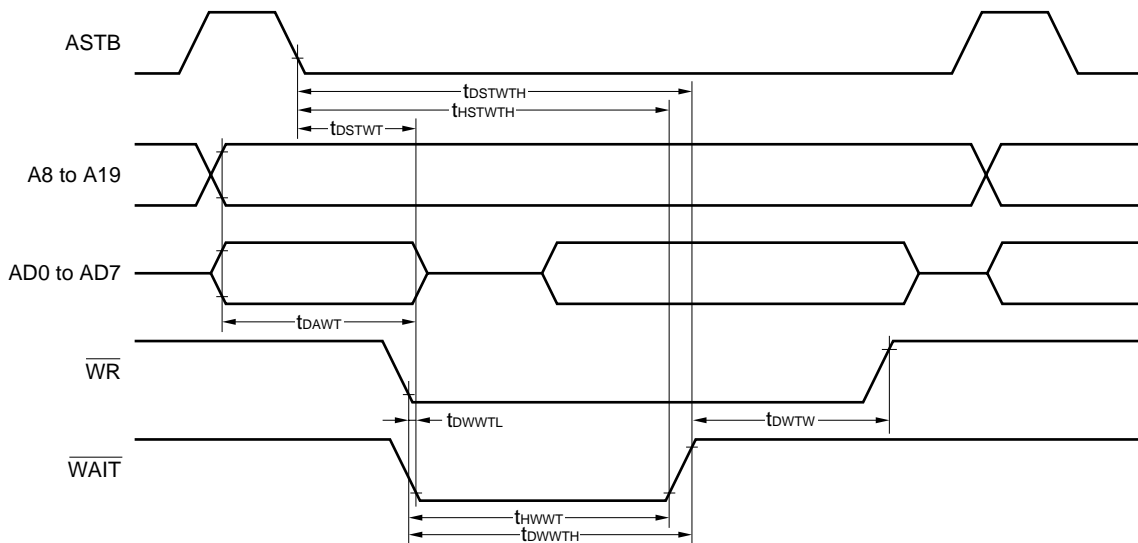 ASTB
tDSTWTH
tHSTWTH
tDSTWT
A8 to A19
AD0 to AD7
tDAWT
WR
tDWWTL
tDWTW
WAIT
tHWWT
tDWWTH